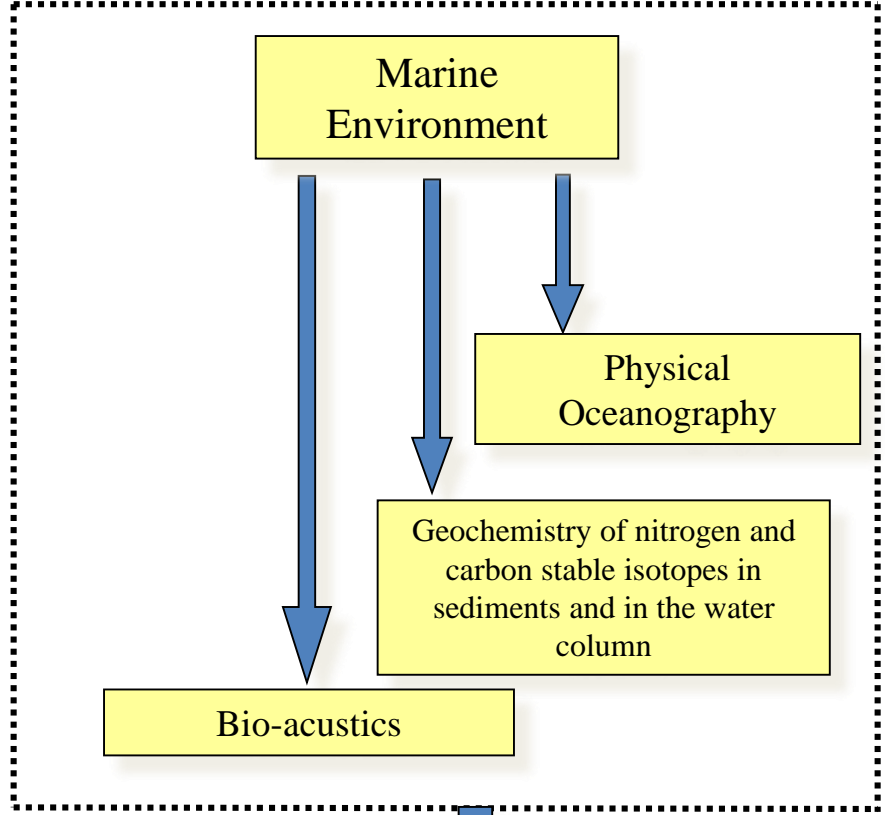 Marine
Environment
Physical
Oceanography
Geochemistry of nitrogen and
carbon stable isotopes in
sediments and in the water
column
Bio-acustics